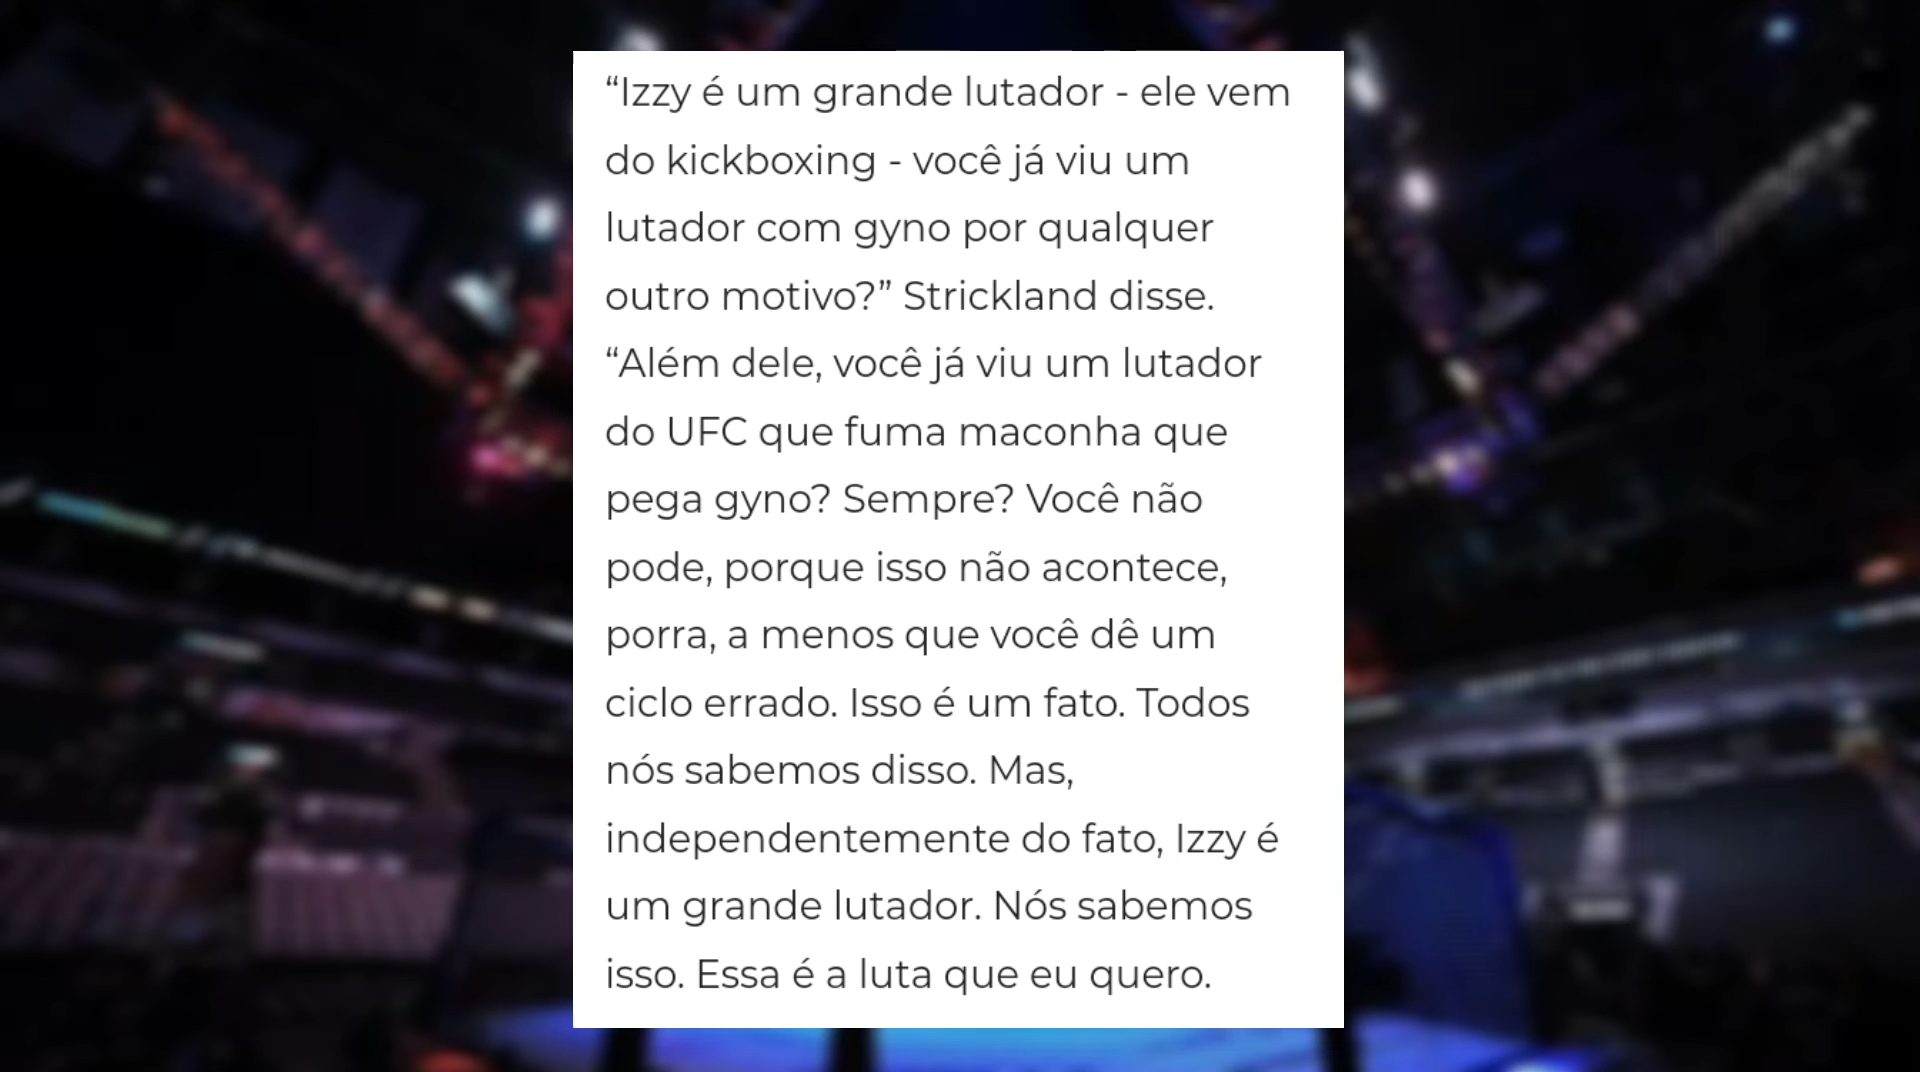 “Izzy é um grande lutador - ele vem
do kickboxing - você já viu um
lutador com gyno por qualquer
outro motivo?” Strickland disse.
“Além dele, você já viu um lutador
do UFC que fuma maconha que
pega gyno? Sempre? Você não
pode, porque isso não acontece,
porra, a menos que você dê um
ciclo errado. Isso é um fato. Todos
nós sabemos disso. Mas,
independentemente do fato, Izzy é
um grande lutador. Nós sabemos
isso. Essa é a luta que eu quero.